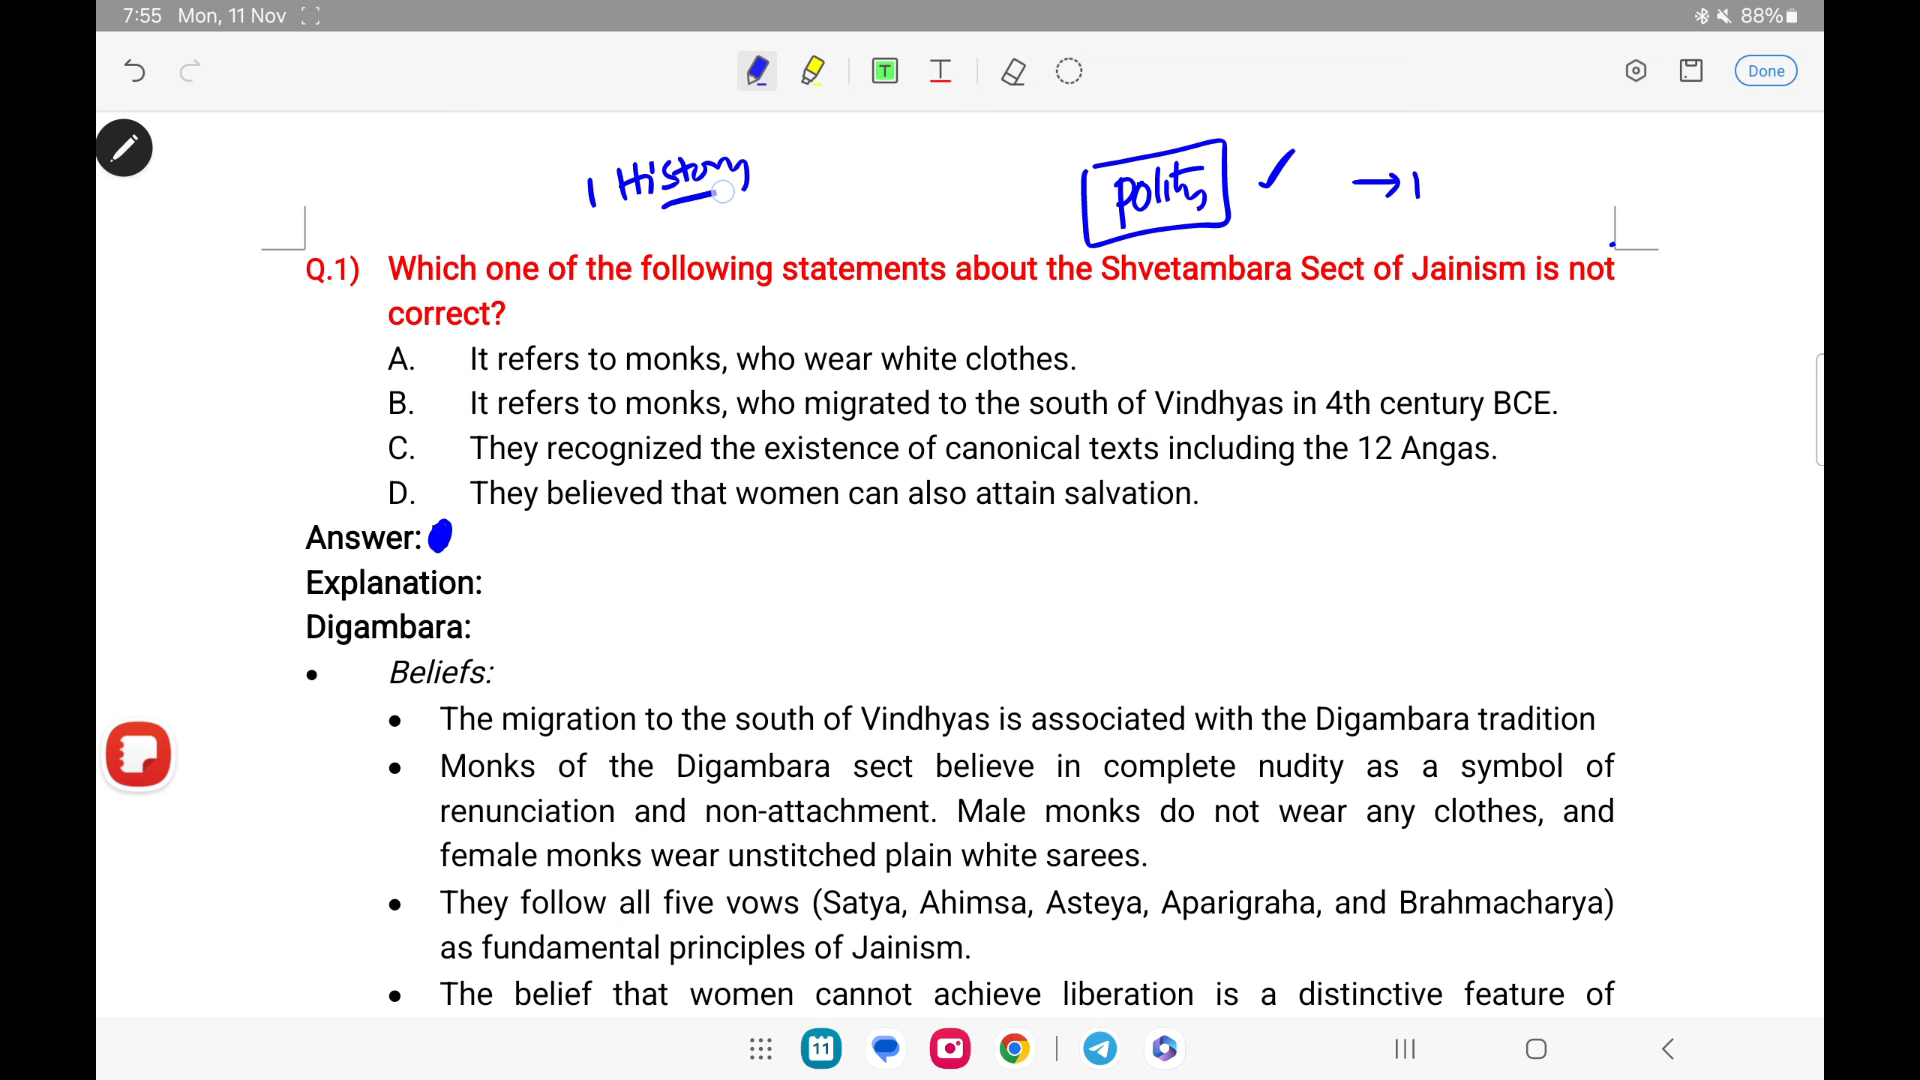 7:55 Mon, 11 Nov 88%
T T Done
1 History Polity → 1
Q.1) Which one of the following statements about the Shvetambara Sect of Jainism is not
correct?
A. It refers to monks, who wear white clothes.
B. It refers to monks, who migrated to the south of Vindhyas in 4th century BCE.
C. They recognized the existence of canonical texts including the 12 Angas.
D. They believed that women can also attain salvation.
Answer:
Explanation:
Digambara:
• Beliefs:
• The migration to the south of Vindhyas is associated with the Digambara tradition
• Monks of the Digambara sect believe in complete nudity as a symbol of
renunciation and non-attachment. Male monks do not wear any clothes, and
female monks wear unstitched plain white sarees.
• They follow all five vows (Satya, Ahimsa, Asteya, Aparigraha, and Brahmacharya)
as fundamental principles of Jainism.
• The belief that women cannot achieve liberation is a distinctive feature of
11